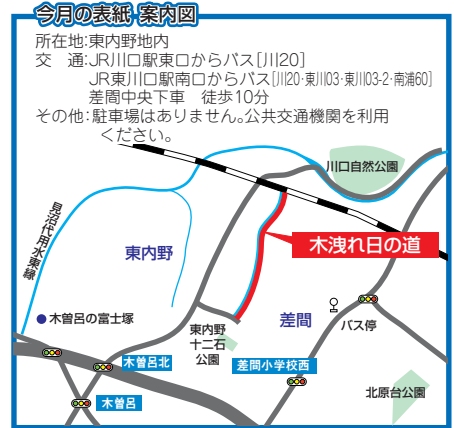 今月の表紙 案内図
所在地:東内野地内
交　通:JR川口駅東口からバス[川20]
JR東川口駅南口からバス[川20・東川03・東川03-2・南浦60]
差間中央下車　徒歩10分
その他:駐車場はありません。公共交通機関を利用
ください。
川口自然公園
見沼代用水東縁
東内野
木洩れ日の道
木曽呂の富士塚
差間
バス停
東内野
十二石
公園
木曽呂北
差間小学校西
北原台公園
木曽呂